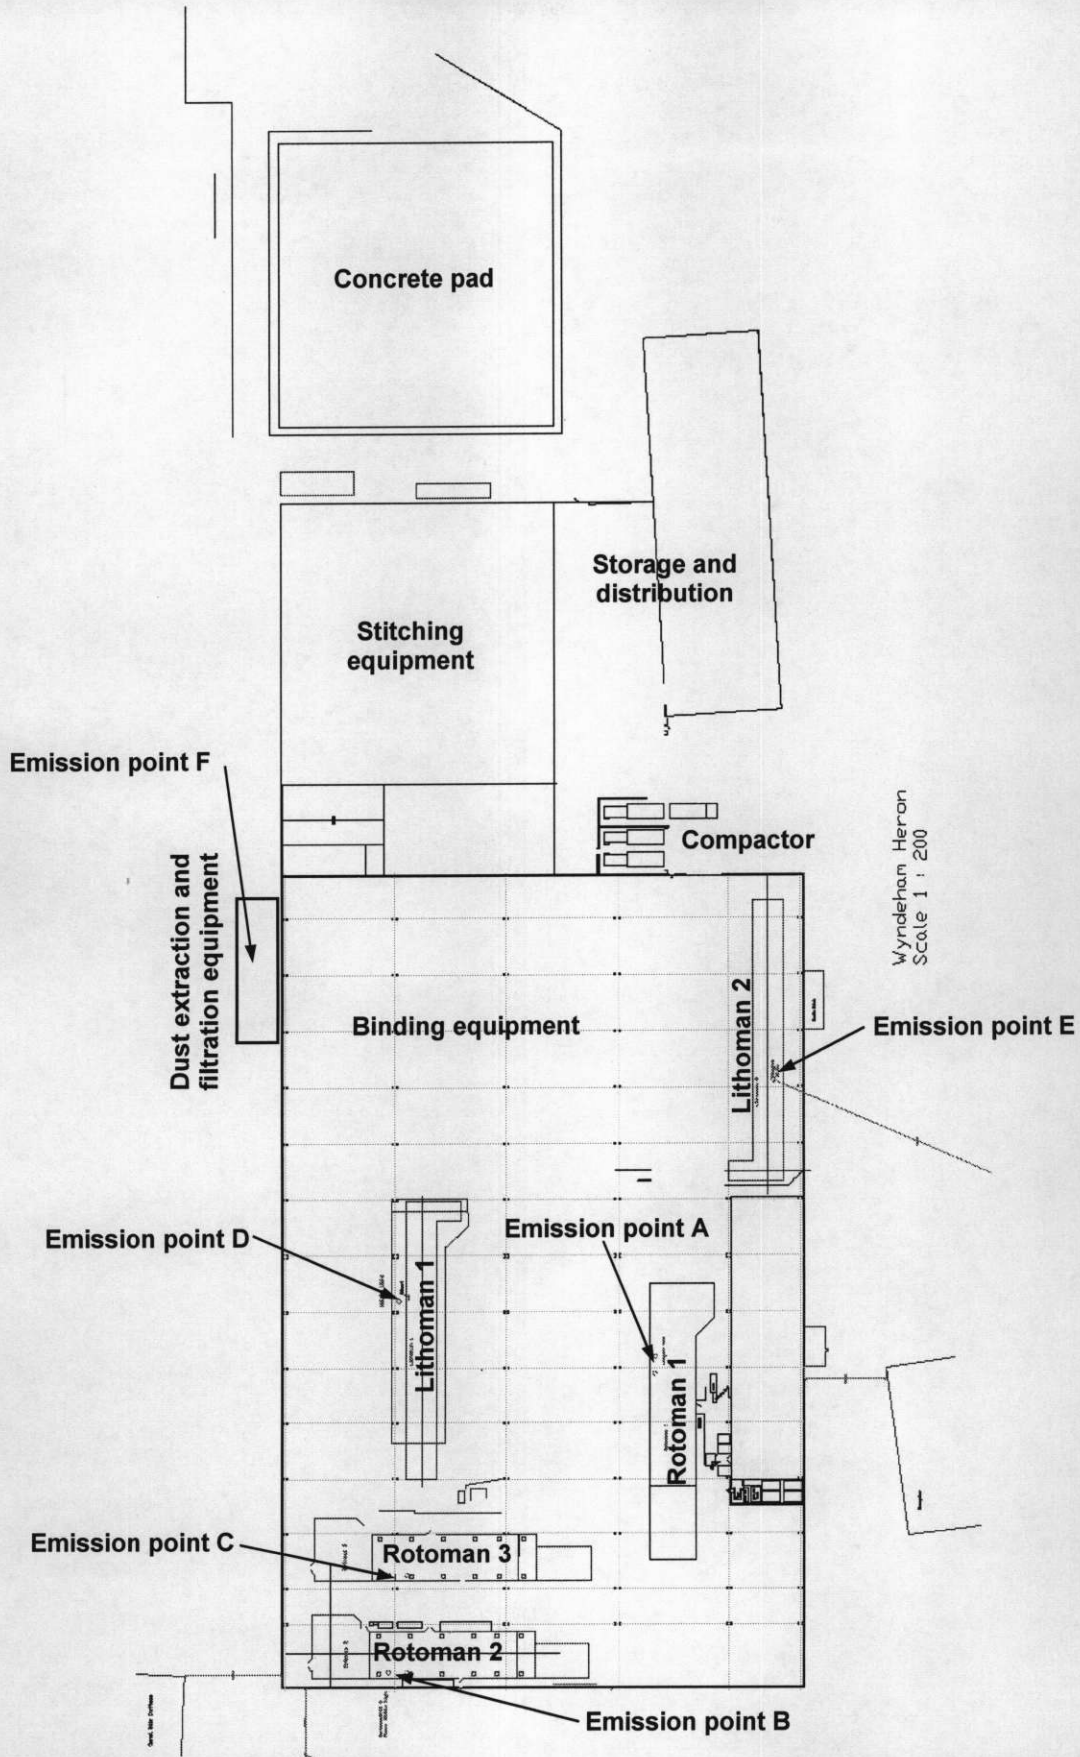 Concrete pad
Storage and
distribution
Stitching
equipment
Emission point F
Compactor
Wyndeham Heron
Scale 1 : 200
Dust extraction and
filtration equipment
Binding equipment
Lithoman 2
Emission point E
Emission point D
Emission point A
Lithoman 1
Rotoman 1
Emission point C
Rotoman 3
Rotoman 2
Emission point B